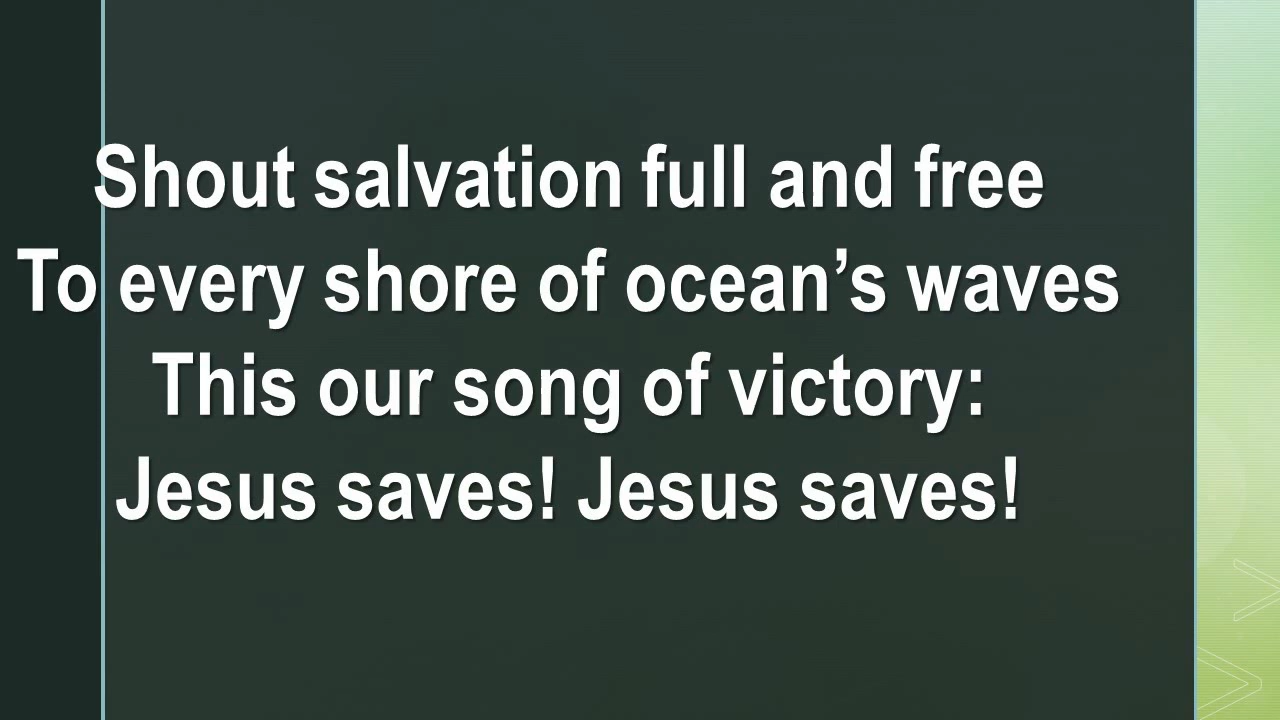 Shout salvation full and free
To every shore of ocean’s waves
This our song of victory:
Jesus saves! Jesus saves!